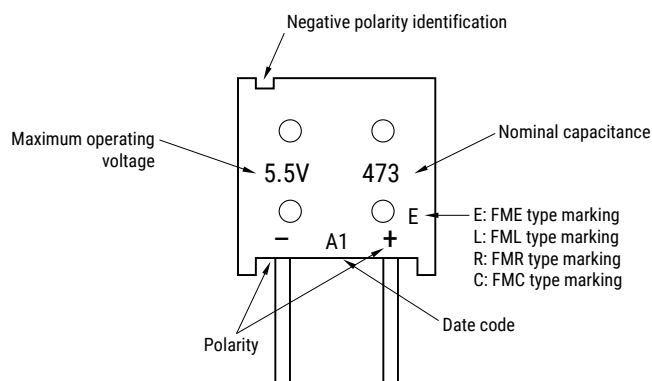 Negative polarity identification
Maximum operating
voltage
Nominal capacitance
5.5V
473
E
E: FME type marking
L: FML type marking
R: FMR type marking
C: FMC type marking
−
A1
+
Date code
Polarity